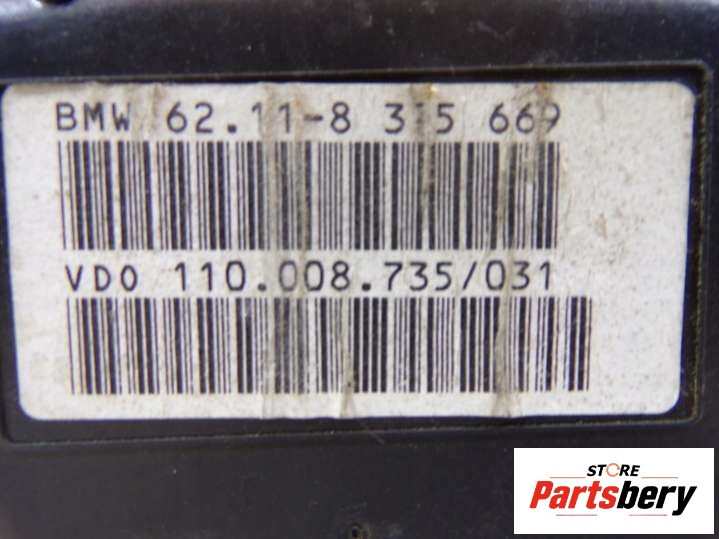 BMW 62.11-8 375 669
VDO 110.008.735/031
STORE
Partsbery